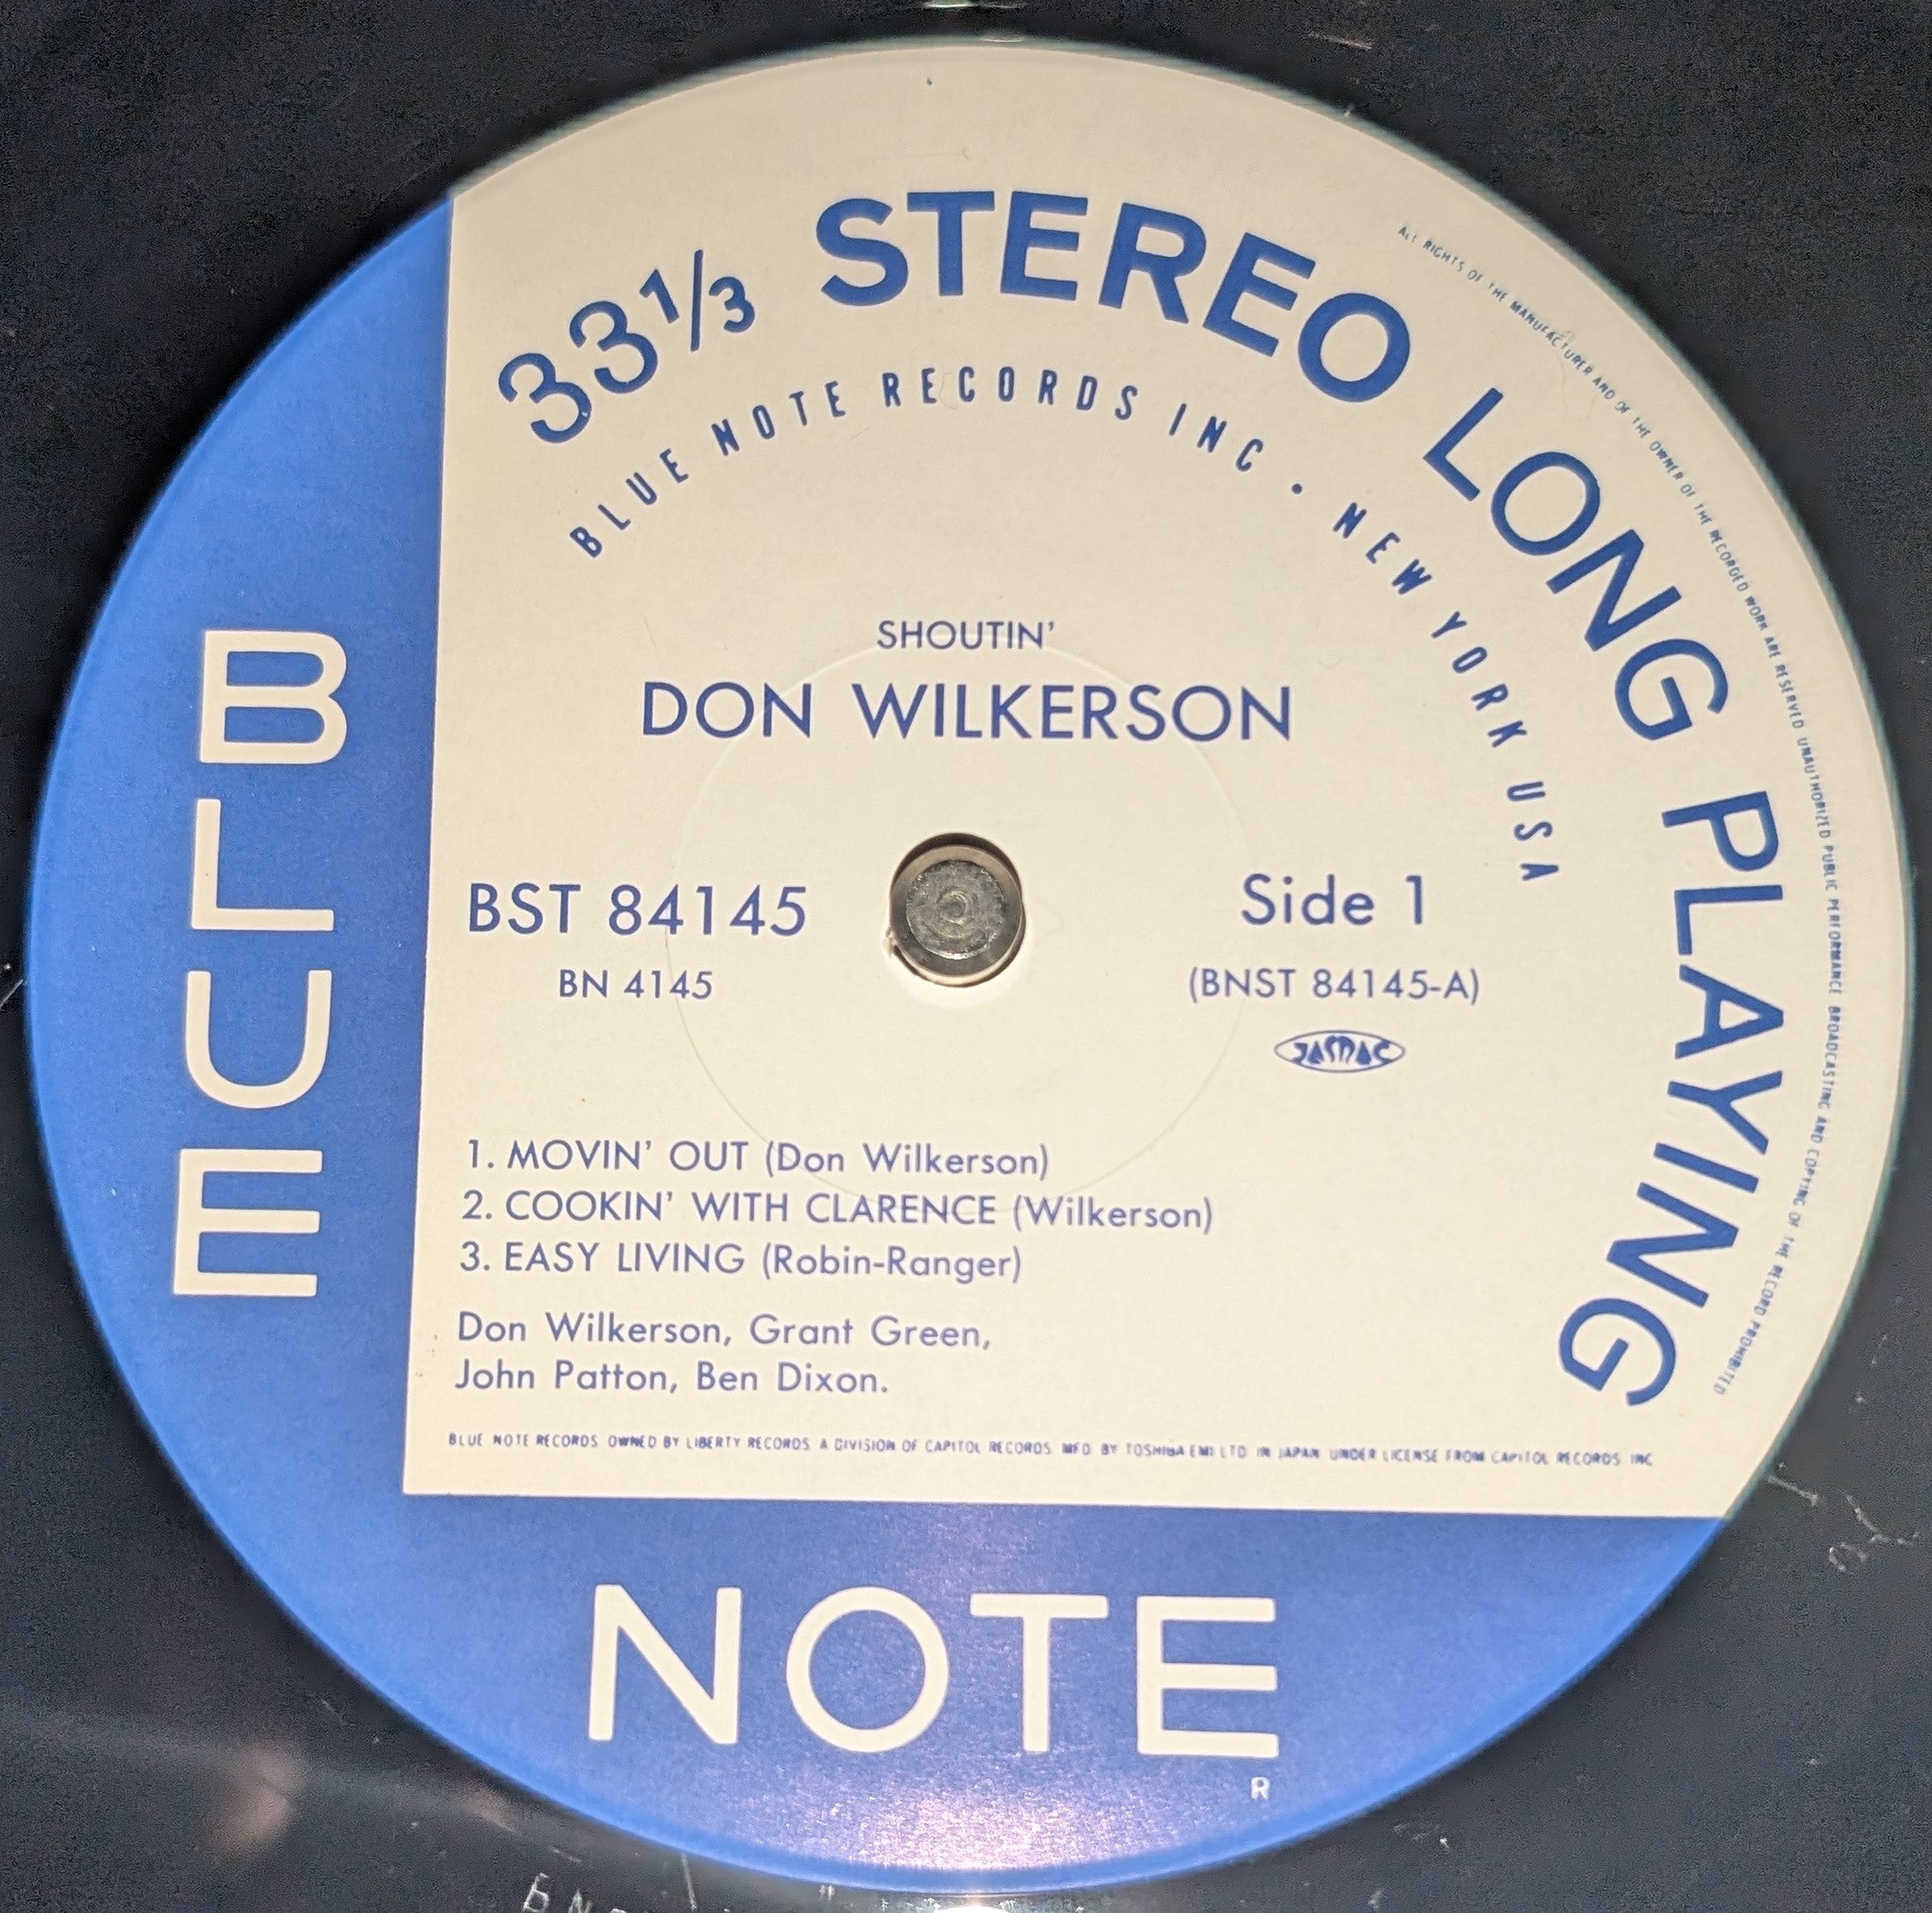 33 1/3 STEREO LONG PLAYING
BLUE NOTE RECORDS INC • NEW YORK USA
ALL RIGHTS OF THE MANUFACTURER AND OF THE OWNER OF THE RECORDED WORK ARE RESERVED UNAUTHORIZED PUBLIC PERFORMANCE BROADCASTING AND COPYING OF THE RECORD PROHIBITED
SHOUTIN'
DON WILKERSON
BST 84145
BN 4145
Side 1
(BNST 84145-A)
JASRAC
1. MOVIN' OUT (Don Wilkerson)
2. COOKIN' WITH CLARENCE (Wilkerson)
3. EASY LIVING (Robin-Ranger)
Don Wilkerson, Grant Green,
John Patton, Ben Dixon.
BLUE NOTE RECORDS OWNED BY LIBERTY RECORDS A DIVISION OF CAPITOL RECORDS MFD BY TOSHIBA EMI LTD IN JAPAN UNDER LICENSE FROM CAPITOL RECORDS INC
BLUE
NOTE
R